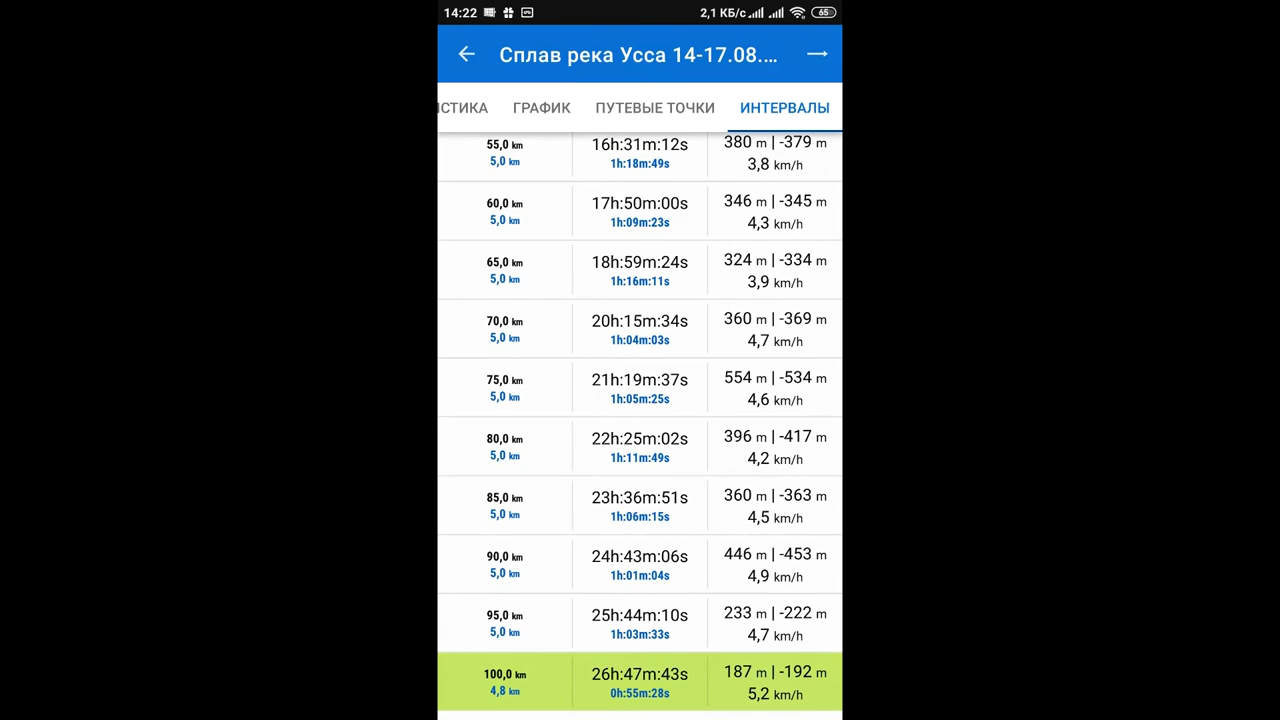 14:22 2,1 КБ/с 65
Сплав река Усса 14-17.08....
ІСТИКА ГРАФИК ПУТЕВЫЕ ТОЧКИ ИНТЕРВАЛЫ
55,0 km 16h:31m:12s 380 m | -379 m
5,0 km 1h:18m:49s 3,8 km/h
60,0 km 17h:50m:00s 346 m | -345 m
5,0 km 1h:09m:23s 4,3 km/h
65,0 km 18h:59m:24s 324 m | -334 m
5,0 km 1h:16m:11s 3,9 km/h
70,0 km 20h:15m:34s 360 m | -369 m
5,0 km 1h:04m:03s 4,7 km/h
75,0 km 21h:19m:37s 554 m | -534 m
5,0 km 1h:05m:25s 4,6 km/h
80,0 km 22h:25m:02s 396 m | -417 m
5,0 km 1h:11m:49s 4,2 km/h
85,0 km 23h:36m:51s 360 m | -363 m
5,0 km 1h:06m:15s 4,5 km/h
90,0 km 24h:43m:06s 446 m | -453 m
5,0 km 1h:01m:04s 4,9 km/h
95,0 km 25h:44m:10s 233 m | -222 m
5,0 km 1h:03m:33s 4,7 km/h
100,0 km 26h:47m:43s 187 m | -192 m
4,8 km 0h:55m:28s 5,2 km/h